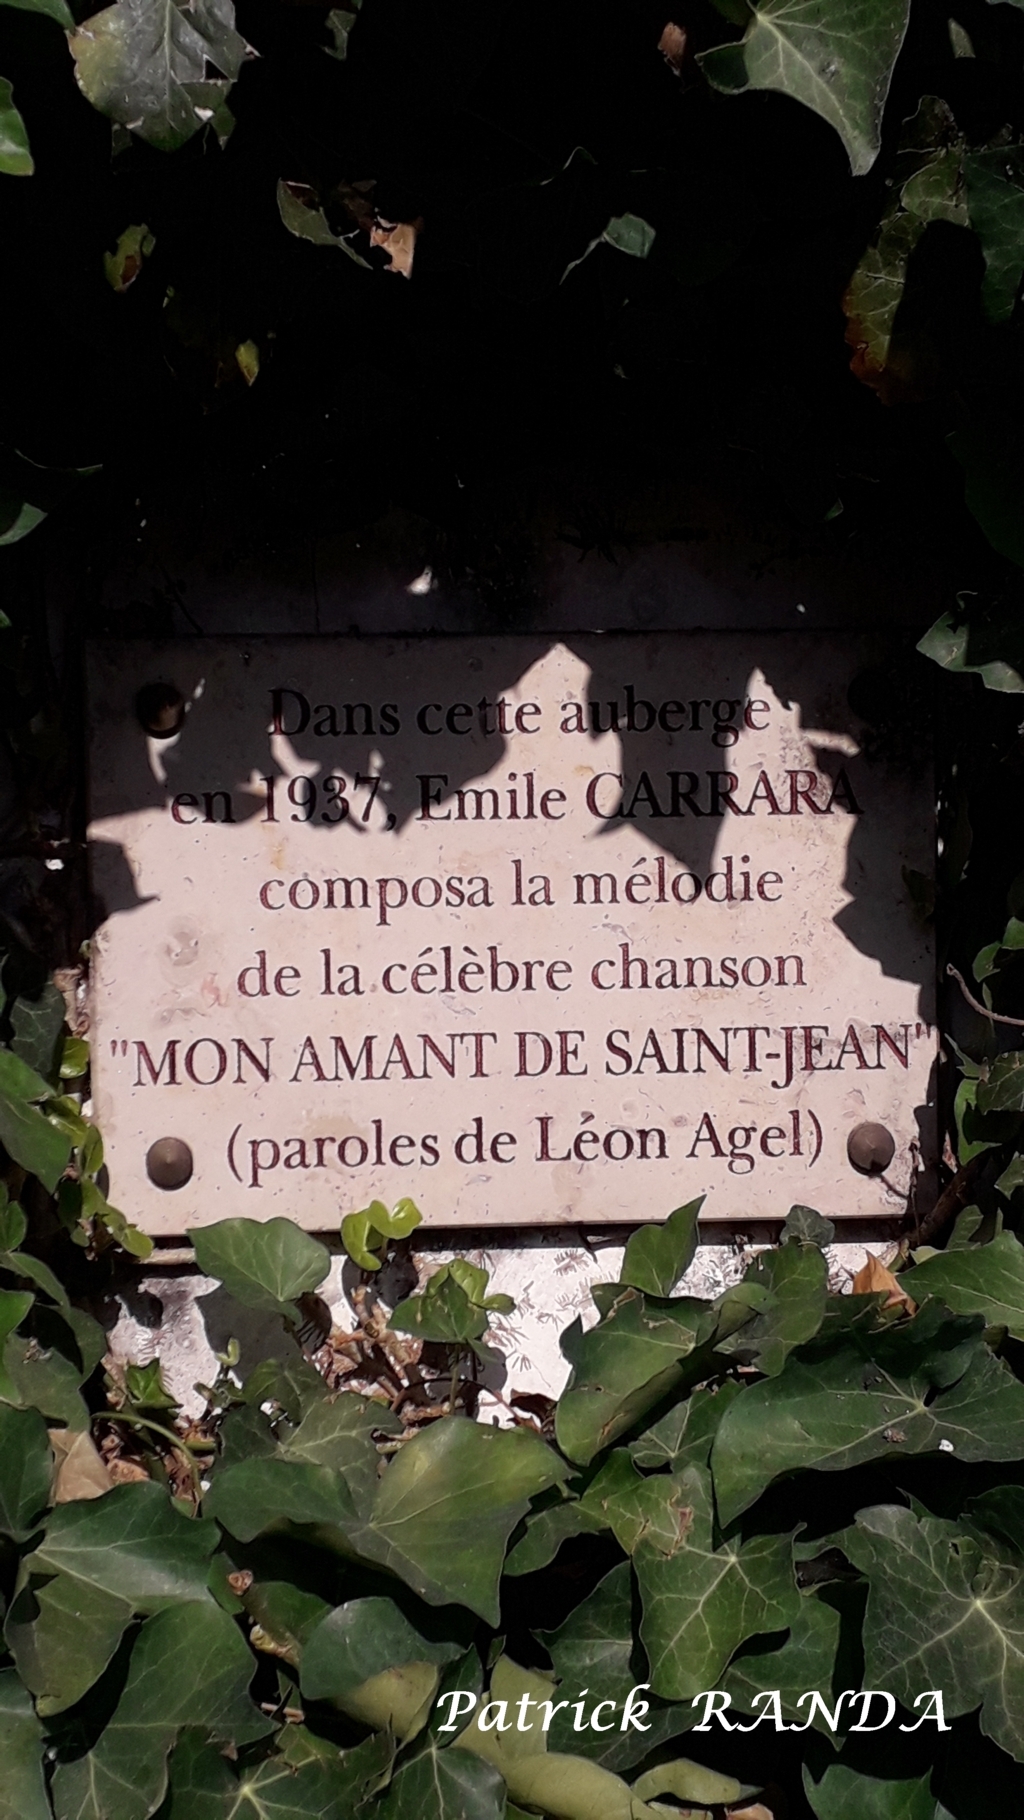 Dans cette auberge
en 1937, Emile CARRARA
composa la mélodie
de la célèbre chanson
"MON AMANT DE SAINT-JEAN"
(paroles de Léon Agel)
Patrick RANDA